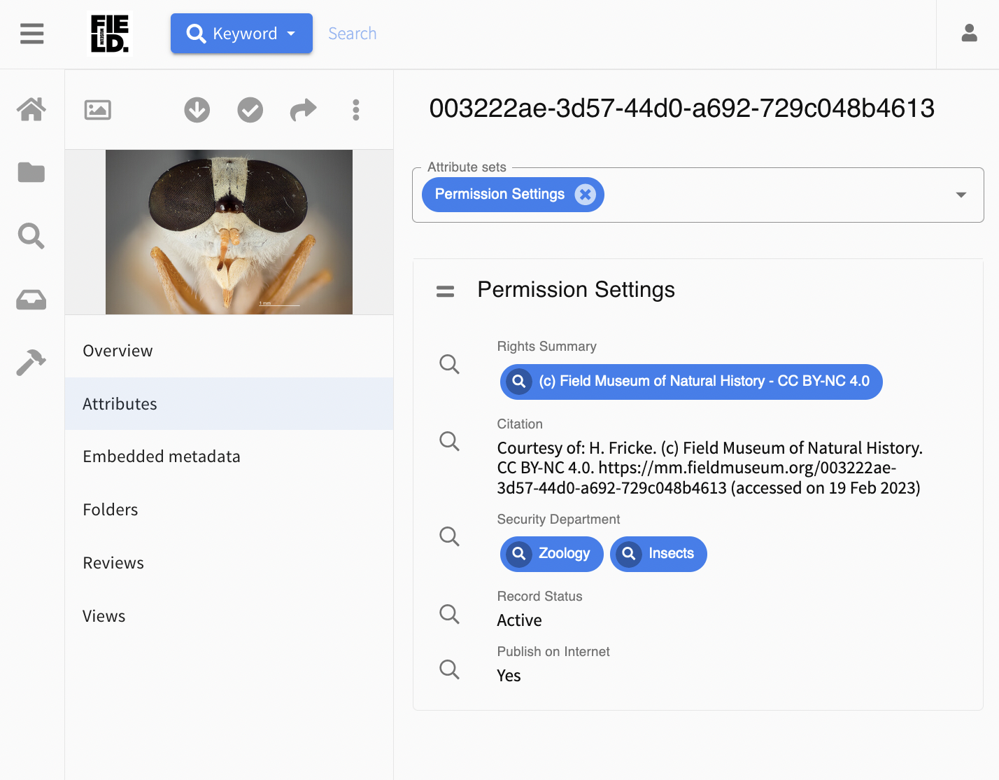 FIELD MUSEUM.
Keyword
Search
003222ae-3d57-44d0-a692-729c048b4613
Attribute sets
Permission Settings
1 mm
Overview
Attributes
Embedded metadata
Folders
Reviews
Views
Permission Settings
Rights Summary
(c) Field Museum of Natural History - CC BY-NC 4.0
Citation
Courtesy of: H. Fricke. (c) Field Museum of Natural History.
CC BY-NC 4.0. https://mm.fieldmuseum.org/003222ae-
3d57-44d0-a692-729c048b4613 (accessed on 19 Feb 2023)
Security Department
Zoology Insects
Record Status
Active
Publish on Internet
Yes